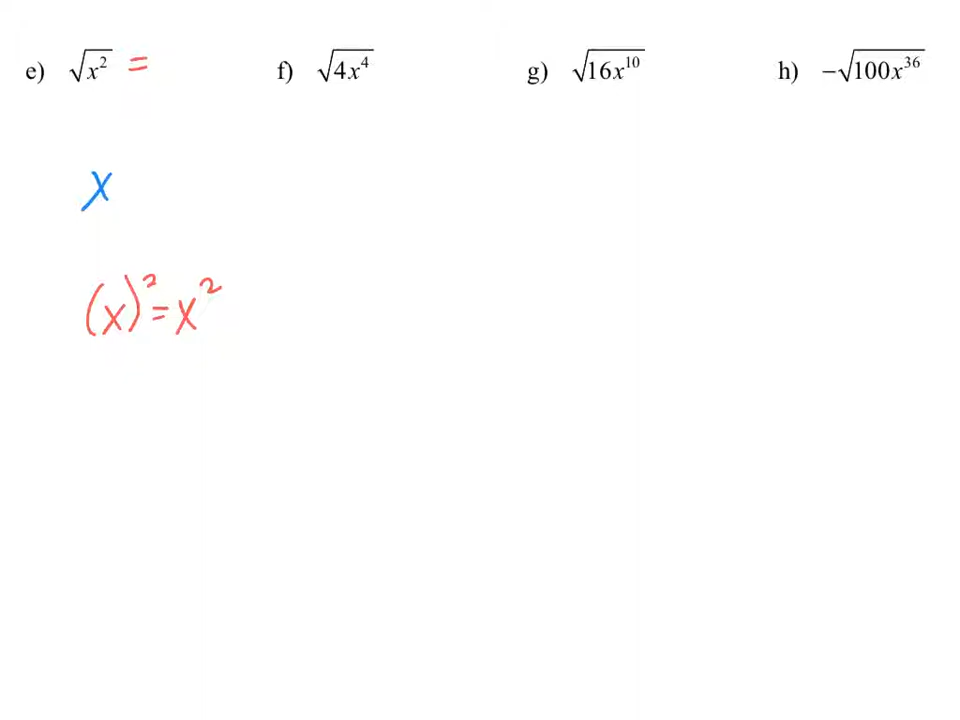 e) √x² =   f) √4x⁴   g) √16x¹⁰   h) −√100x³⁶
x
(x)² = x²